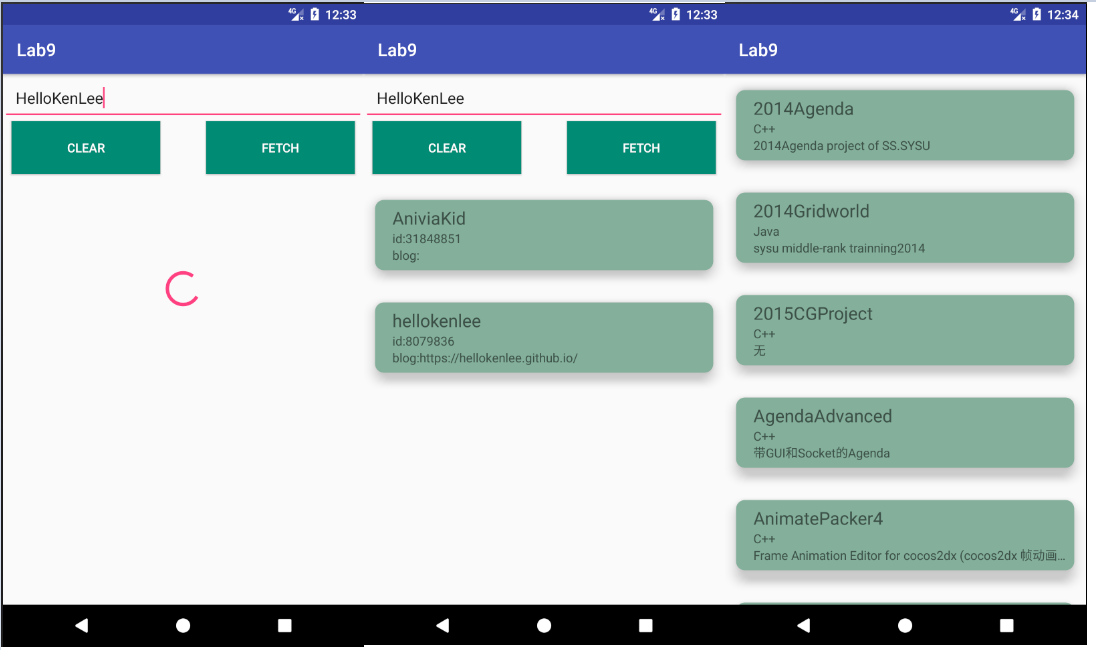 4G 12:33
Lab9
HelloKenLee
CLEAR FETCH
4G 12:33
Lab9
HelloKenLee
CLEAR FETCH
AniviaKid
id:31848851
blog:
hellokenlee
id:8079836
blog:https://hellokenlee.github.io/
4G 12:34
Lab9
2014Agenda
C++
2014Agenda project of SS.SYSU
2014Gridworld
Java
sysu middle-rank trainning2014
2015CGProject
C++
无
AgendaAdvanced
C++
带GUI和Socket的Agenda
AnimatePacker4
C++
Frame Animation Editor for cocos2dx (cocos2dx 帧动画...